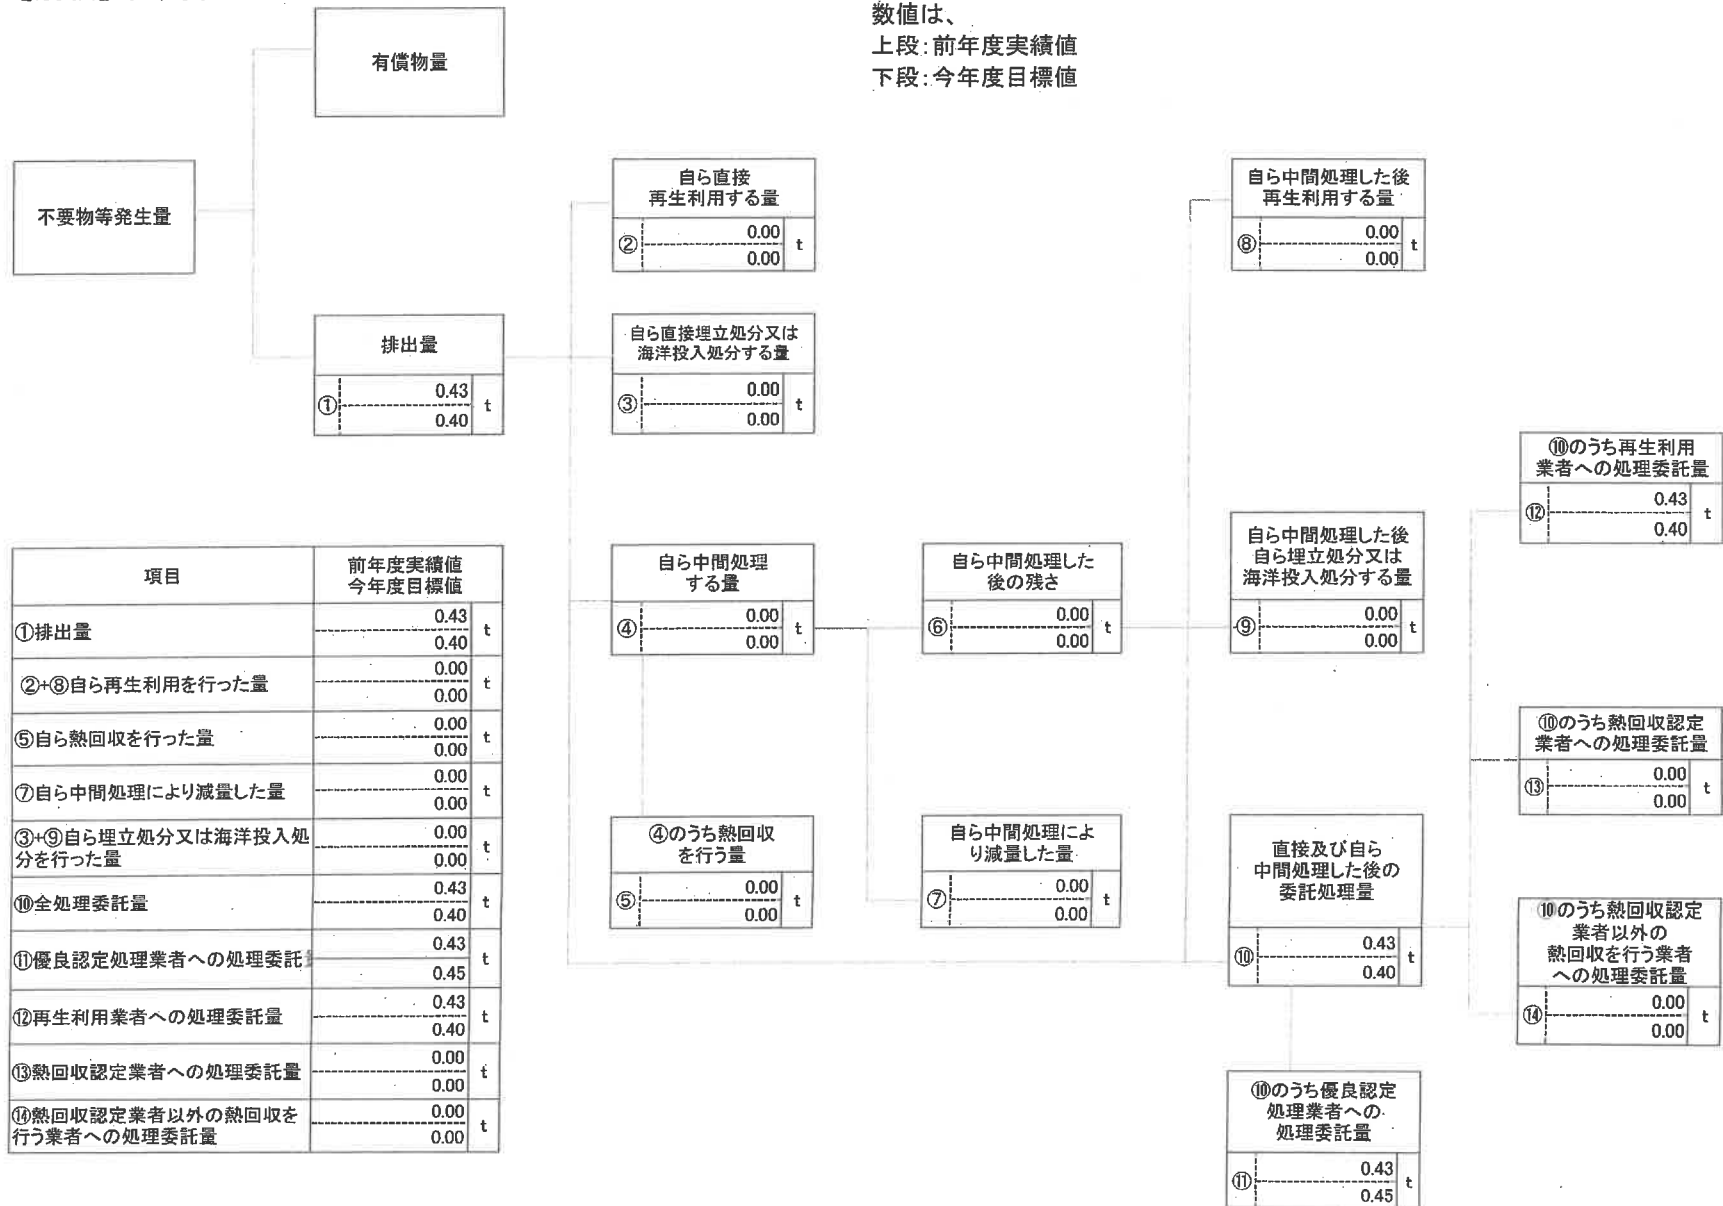 数値は、
上段:前年度実績値
下段:今年度目標値
有償物量
不要物等発生量
排出量
① 0.43 t
0.40
自ら直接
再生利用する量
② 0.00 t
0.00
自ら直接埋立処分又は
海洋投入処分する量
③ 0.00 t
0.00
自ら中間処理
する量
④ 0.00 t
0.00
④のうち熱回収
を行う量
⑤ 0.00 t
0.00
自ら中間処理した
後の残さ
⑥ 0.00 t
0.00
自ら中間処理によ
り減量した量
⑦ 0.00 t
0.00
自ら中間処理した後
再生利用する量
⑧ 0.00 t
0.00
自ら中間処理した後
自ら埋立処分又は
海洋投入処分する量
⑨ 0.00 t
0.00
直接及び自ら
中間処理した後の
委託処理量
⑩ 0.43 t
0.40
⑩のうち優良認定
処理業者への
処理委託量
⑪ 0.43 t
0.45
⑩のうち再生利用
業者への処理委託量
⑫ 0.43 t
0.40
⑩のうち熱回収認定
業者への処理委託量
⑬ 0.00 t
0.00
⑩のうち熱回収認定
業者以外の
熱回収を行う業者
への処理委託量
⑭ 0.00 t
0.00
項目
前年度実績値
今年度目標値
①排出量 0.43 t
0.40
②+⑧自ら再生利用を行った量 0.00 t
0.00
⑤自ら熱回収を行った量 0.00 t
0.00
⑦自ら中間処理により減量した量 0.00 t
0.00
③+⑨自ら埋立処分又は海洋投入処
分を行った量 0.00 t
0.00
⑩全処理委託量 0.43 t
0.40
⑪優良認定処理業者への処理委託 0.43 t
0.45
⑫再生利用業者への処理委託量 0.43 t
0.40
⑬熱回収認定業者への処理委託量 0.00 t
0.00
⑭熱回収認定業者以外の熱回収を
行う業者への処理委託量 0.00 t
0.00